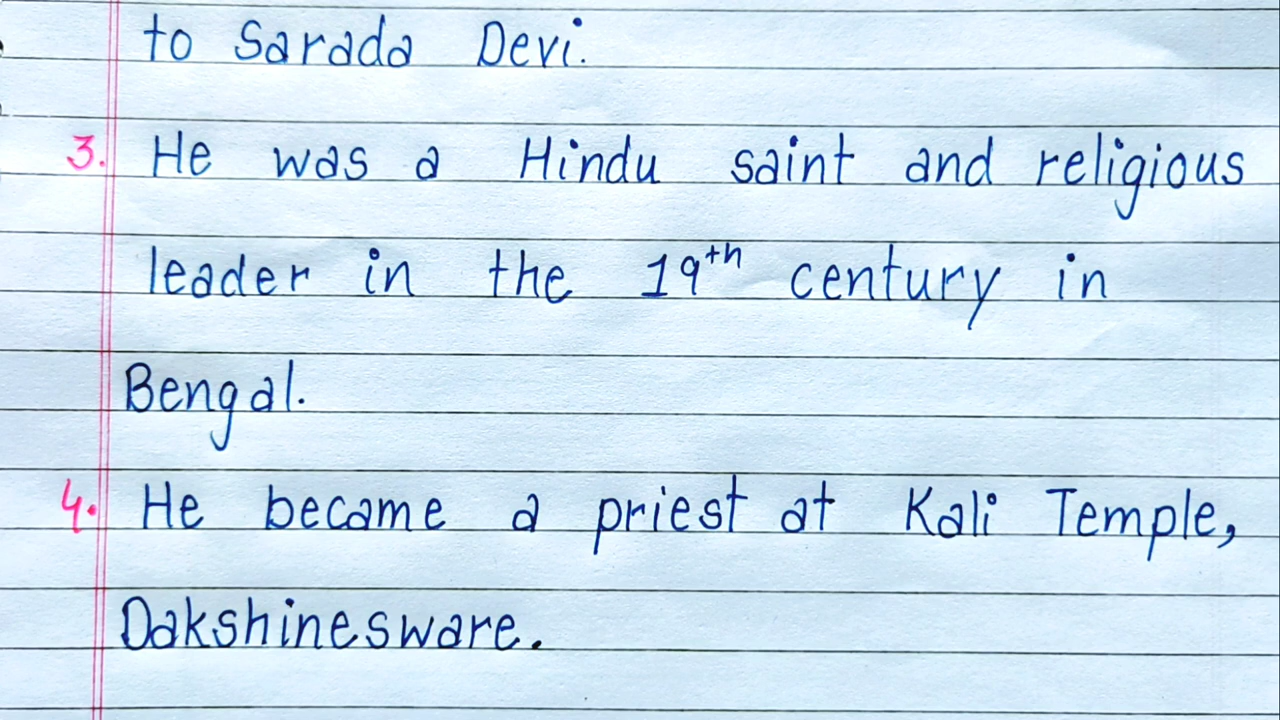 to Sarada Devi.
3. He was a Hindu saint and religious
leader in the 19th century in
Bengal.
4. He became a priest at Kali Temple,
Dakshinesware.